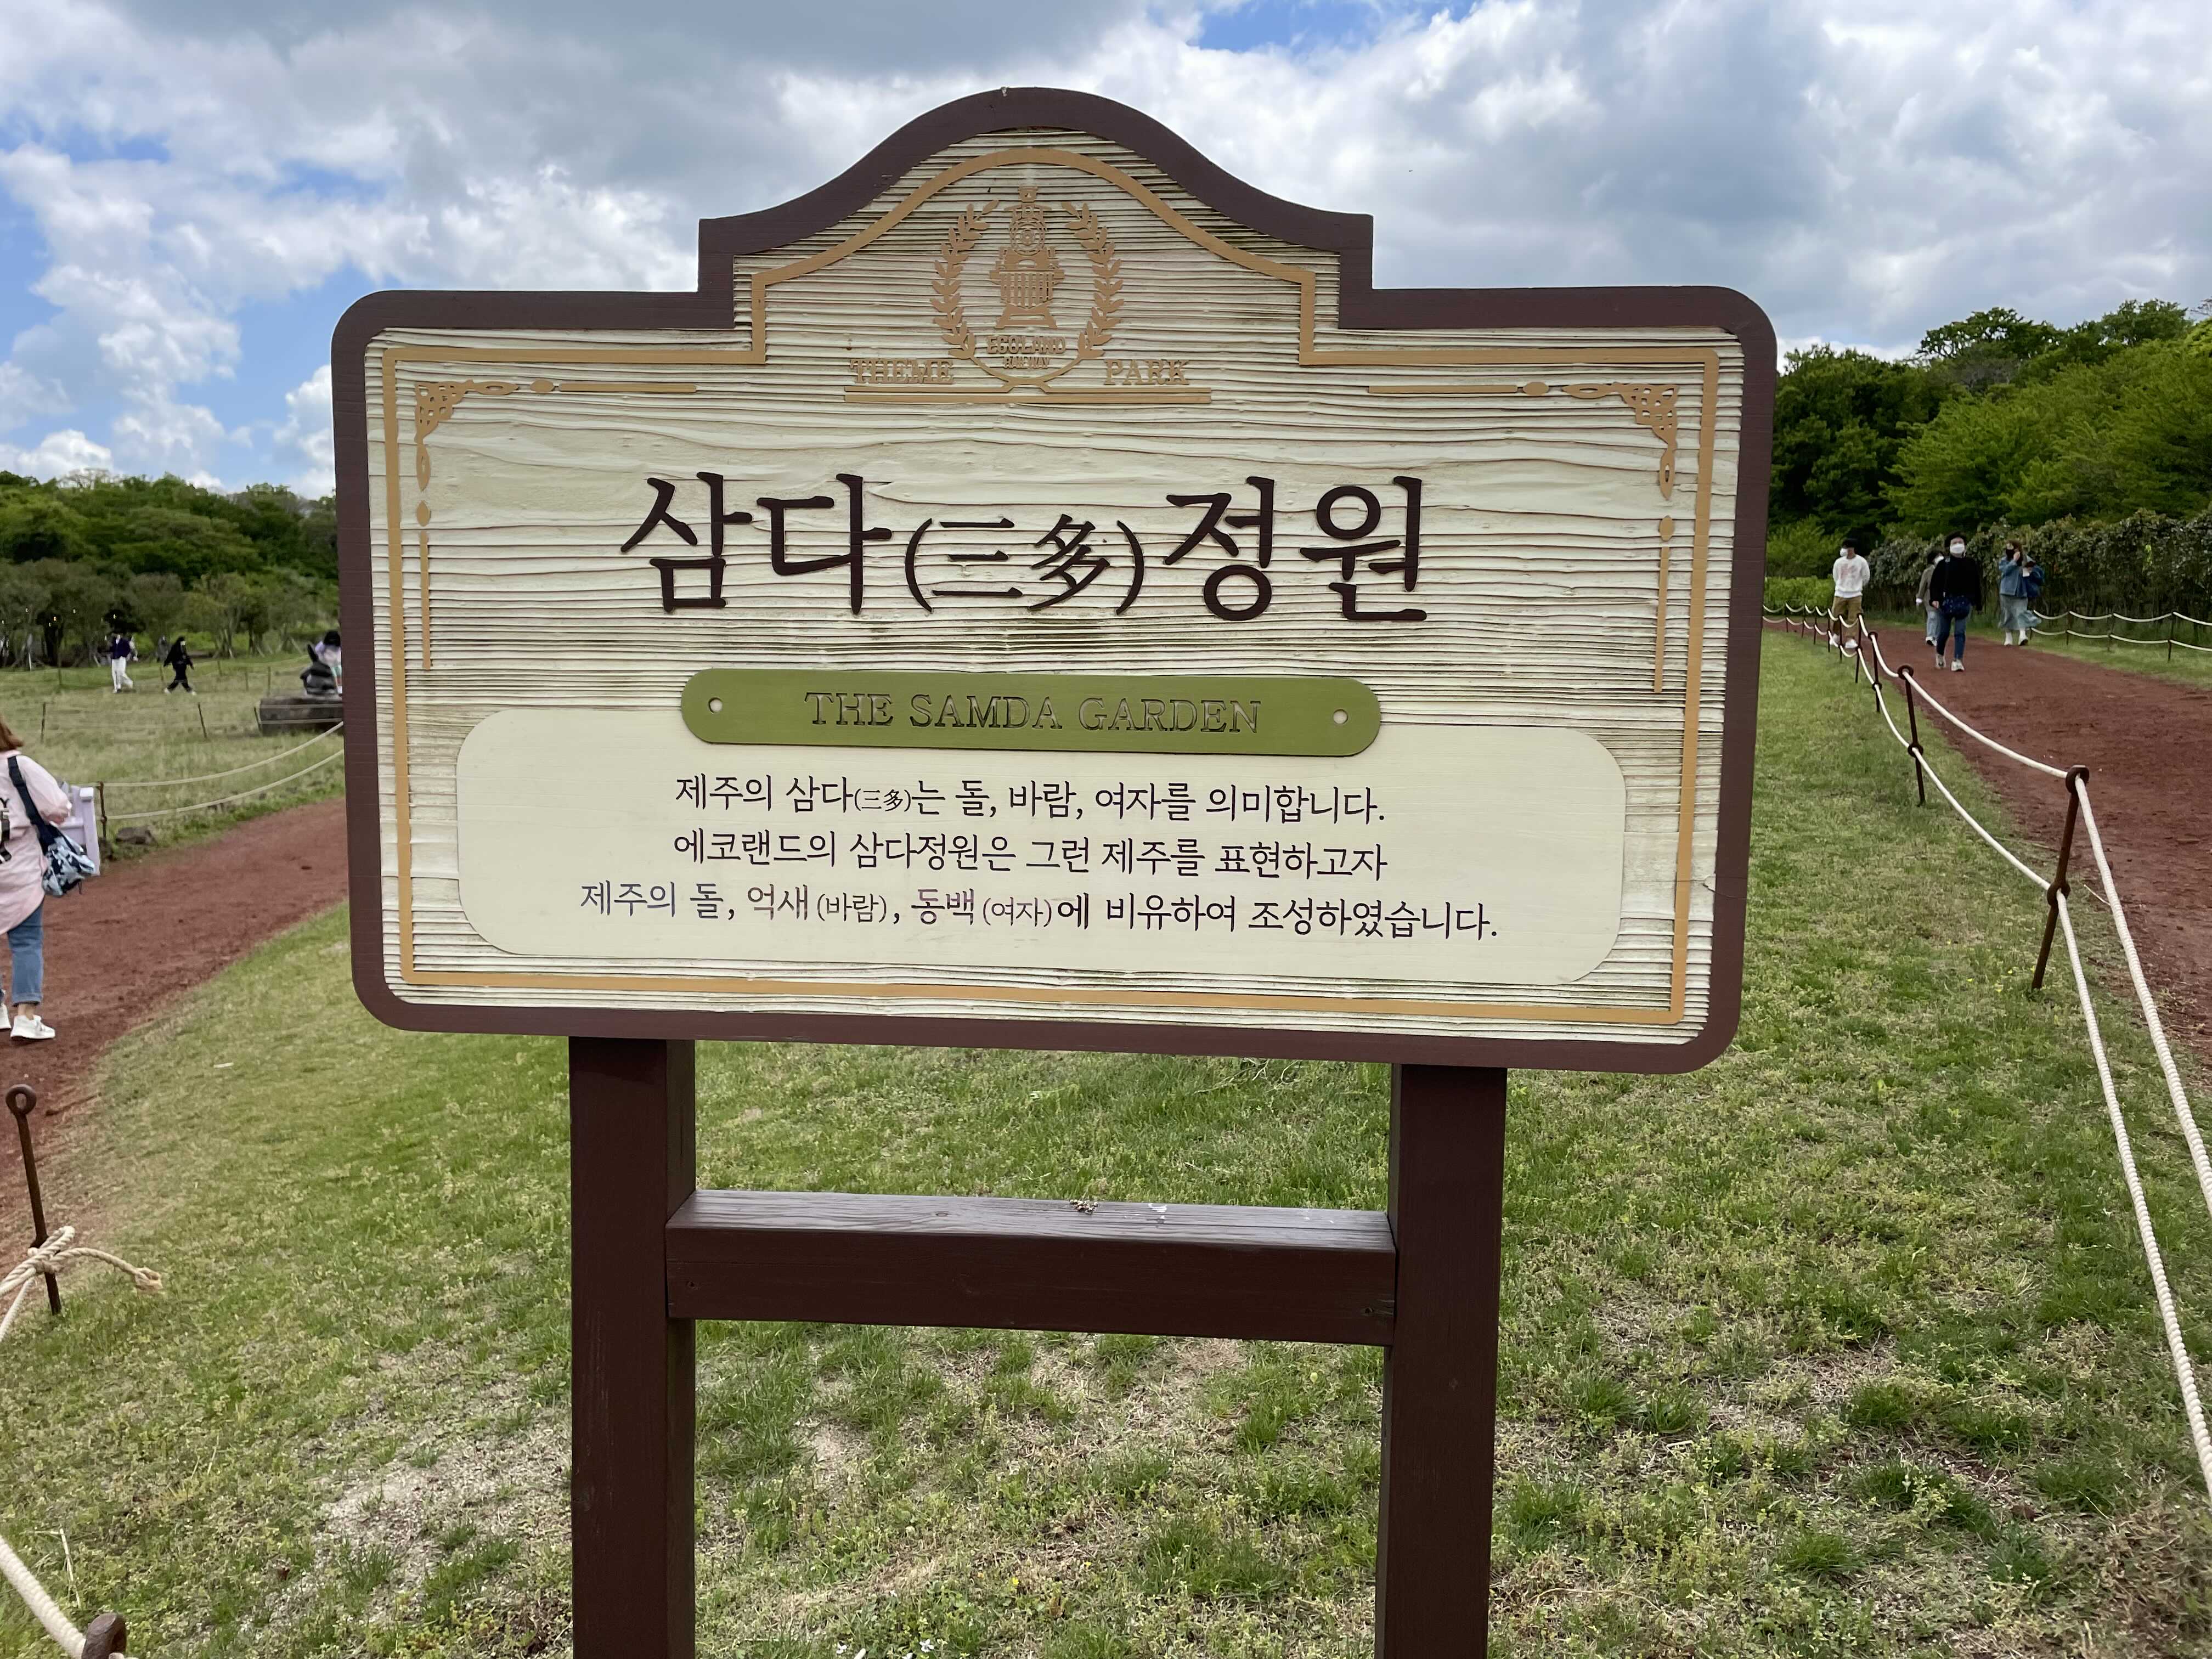 ECOLAND
RAILWAY
THEME PARK
삼다(三多)정원
THE SAMDA GARDEN
제주의 삼다(三多)는 돌, 바람, 여자를 의미합니다.
에코랜드의 삼다정원은 그런 제주를 표현하고자
제주의 돌, 억새(바람), 동백(여자)에 비유하여 조성하였습니다.